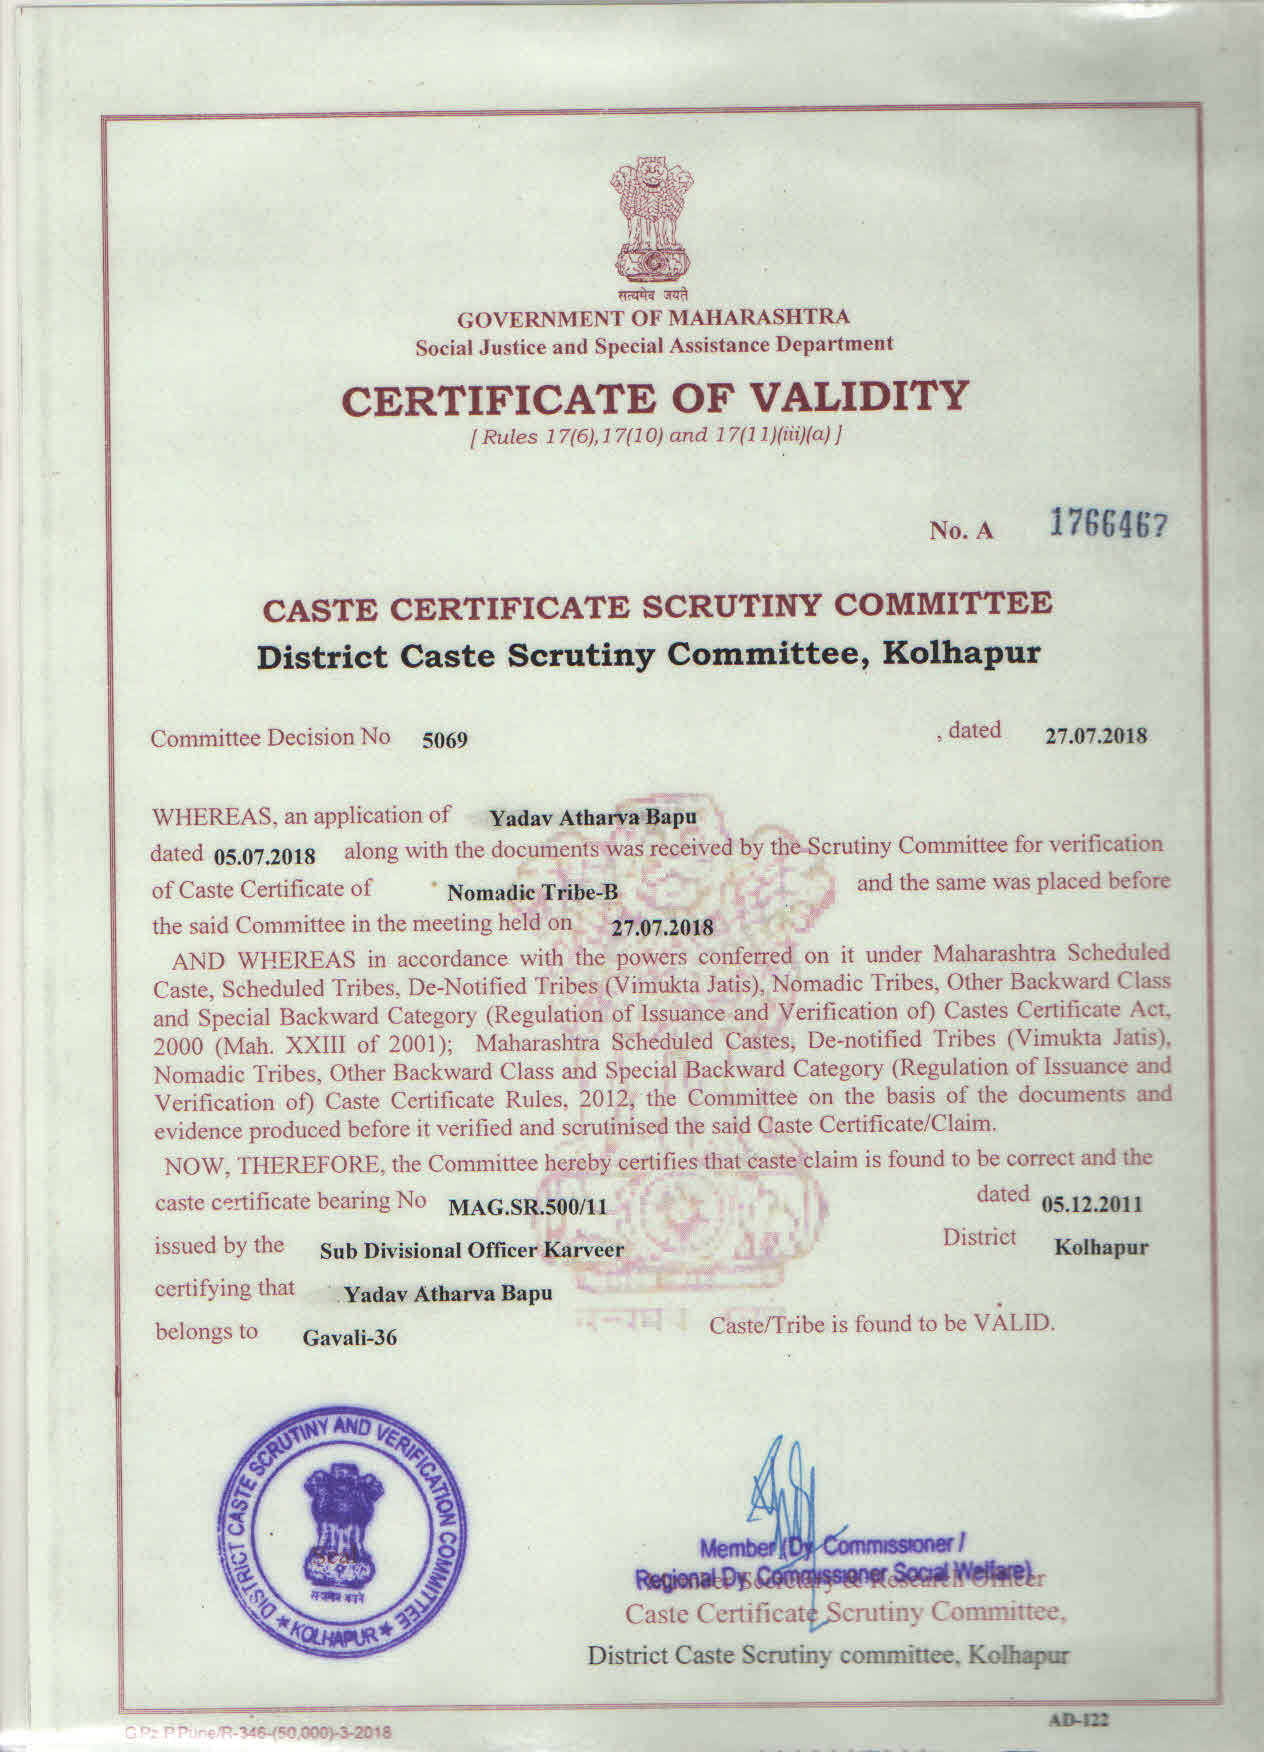 सत्यमेव जयते
GOVERNMENT OF MAHARASHTRA
Social Justice and Special Assistance Department
CERTIFICATE OF VALIDITY
[ Rules 17(6),17(10) and 17(11)(iii)(a) ]
No. A 1766467
CASTE CERTIFICATE SCRUTINY COMMITTEE
District Caste Scrutiny Committee, Kolhapur
Committee Decision No 5069 , dated 27.07.2018
WHEREAS, an application of Yadav Atharva Bapu
dated 05.07.2018 along with the documents was received by the Scrutiny Committee for verification
of Caste Certificate of Nomadic Tribe-B and the same was placed before
the said Committee in the meeting held on 27.07.2018
AND WHEREAS in accordance with the powers conferred on it under Maharashtra Scheduled
Caste, Scheduled Tribes, De-Notified Tribes (Vimukta Jatis), Nomadic Tribes, Other Backward Class
and Special Backward Category (Regulation of Issuance and Verification of) Castes Certificate Act,
2000 (Mah. XXIII of 2001); Maharashtra Scheduled Castes, De-notified Tribes (Vimukta Jatis),
Nomadic Tribes, Other Backward Class and Special Backward Category (Regulation of Issuance and
Verification of) Caste Certificate Rules, 2012, the Committee on the basis of the documents and
evidence produced before it verified and scrutinised the said Caste Certificate/Claim.
NOW, THEREFORE, the Committee hereby certifies that caste claim is found to be correct and the
caste certificate bearing No MAG.SR.500/11 dated 05.12.2011
issued by the Sub Divisional Officer Karveer District Kolhapur
certifying that Yadav Atharva Bapu
belongs to Gavali-36 Caste/Tribe is found to be VALID.
DISTRICT CASTE SCRUTINY AND VERIFICATION COMMITTEE
Seal
सत्यमेव जयते
★ KOLHAPUR ★
Member (Dy. Commissioner /
Regional Dy. Commissioner Social Welfare)
Secretary & Research Officer
Caste Certificate Scrutiny Committee,
District Caste Scrutiny committee, Kolhapur
G.Pz.P.Pune/R-346-(50,000)-3-2018
AD-122